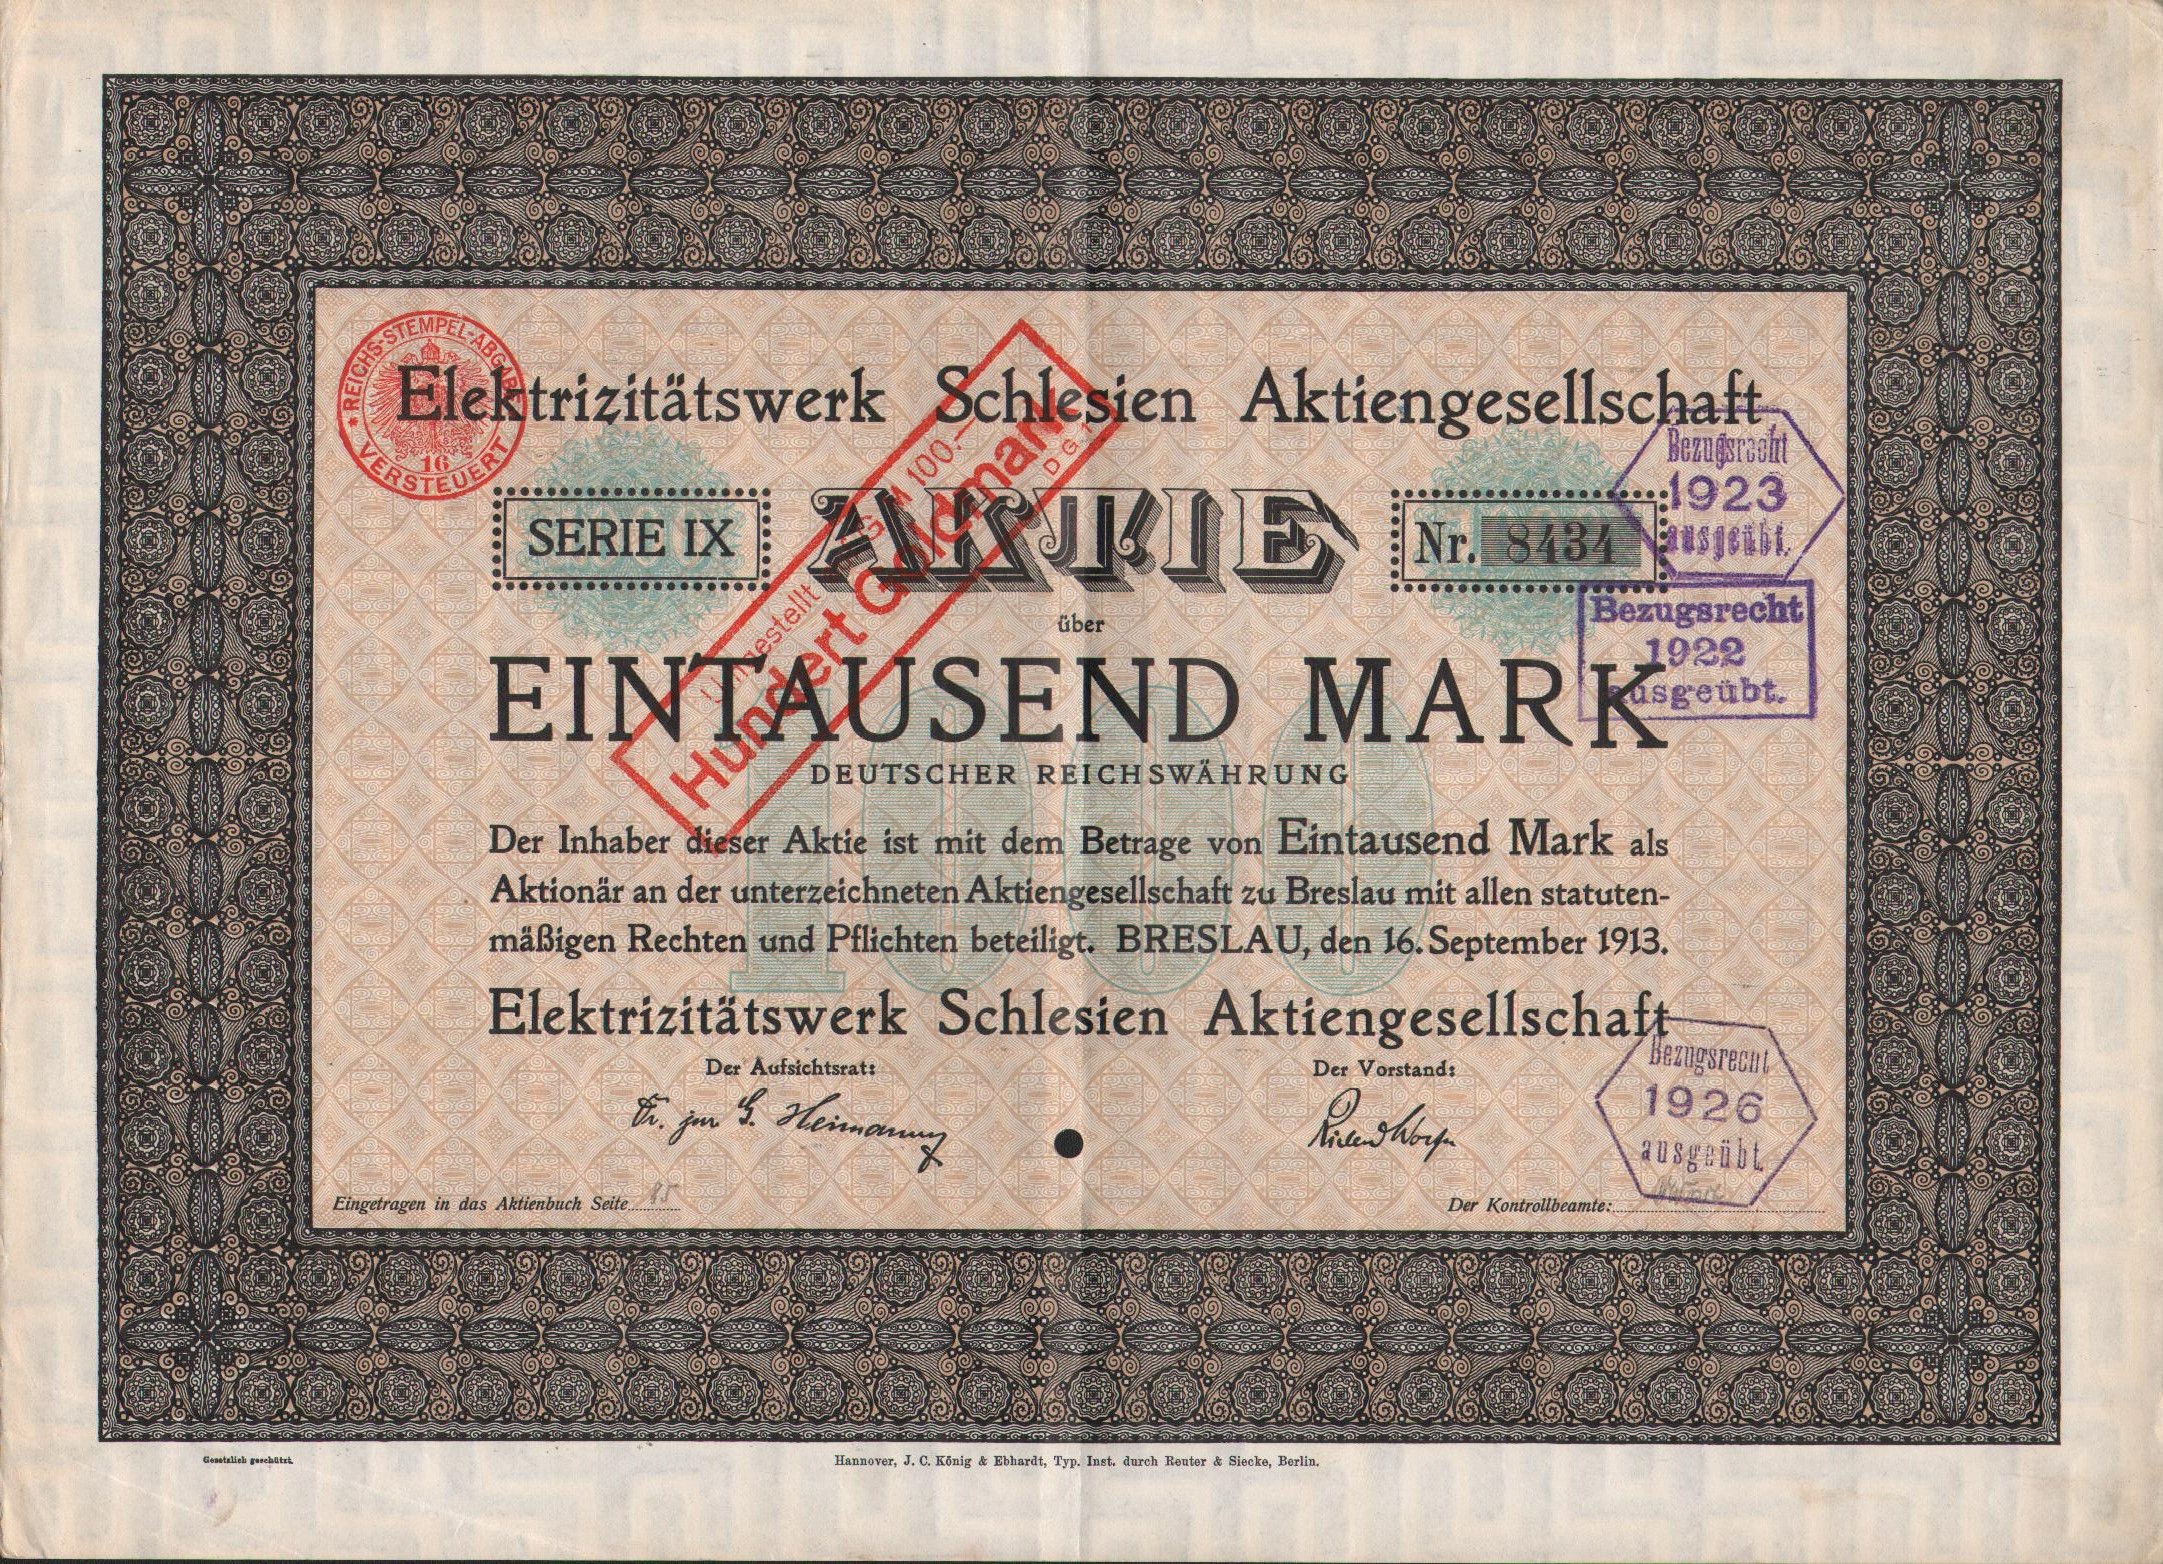 REICHS-STEMPEL-ABGABE
16
VERSTEUERT
Elektrizitätswerk Schlesien Aktiengesellschaft
SERIE IX
AKTIE
Nr. 8434
Bezugsrecht
1923
ausgeübt.
Umgestellt
100.-
Hundert Goldmark
über
Bezugsrecht
1922
ausgeübt.
EINTAUSEND MARK
DEUTSCHER REICHSWÄHRUNG
1000
Der Inhaber dieser Aktie ist mit dem Betrage von Eintausend Mark als
Aktionär an der unterzeichneten Aktiengesellschaft zu Breslau mit allen statuten-
mäßigen Rechten und Pflichten beteiligt. BRESLAU, den 16. September 1913.
Elektrizitätswerk Schlesien Aktiengesellschaft
Der Aufsichtsrat:
Der Vorstand:
Bezugsrecht
1926
ausgeübt.
Eingetragen in das Aktienbuch Seite 85
Der Kontrollbeamte:
Gesetzlich geschützt.
Hannover, J. C. König & Ebhardt, Typ. Inst. durch Reuter & Siecke, Berlin.